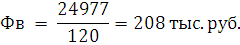 Фв = 24977/120 = 208 тыс. руб.